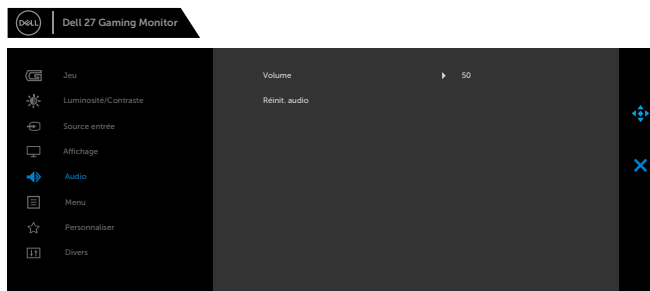 DELL
Dell 27 Gaming Monitor
Jeu
Volume 50
Luminosité/Contraste
Réinit. audio
Source entrée
Affichage
Audio
Menu
Personnaliser
Divers